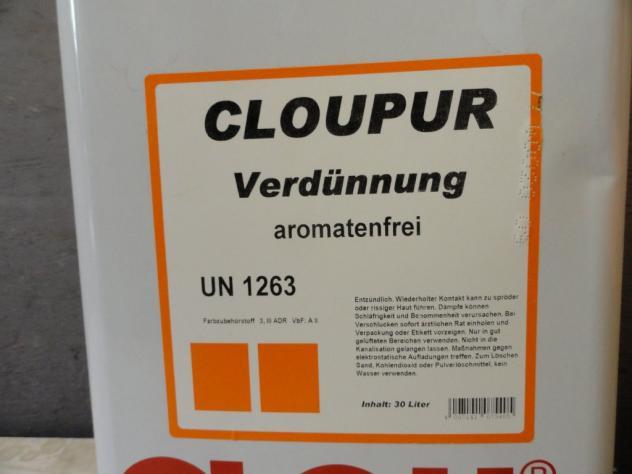 CLOUPUR
Verdünnung
aromatenfrei
UN 1263
Farbzubehörstoff 3, III ADR VbF: A II
Entzündlich. Wiederholter Kontakt kann zu spröder
oder rissiger Haut führen. Dämpfe können
Schläfrigkeit und Benommenheit verursachen. Bei
Verschlucken sofort ärztlichen Rat einholen und
Verpackung oder Etikett vorzeigen. Nur in gut
gelüfteten Bereichen verwenden. Nicht in die
Kanalisation gelangen lassen. Maßnahmen gegen
elektrostatische Aufladungen treffen. Zum Löschen
Sand, Kohlendioxid oder Pulverlöschmittel, kein
Wasser verwenden.
Inhalt: 30 Liter
CLOU®